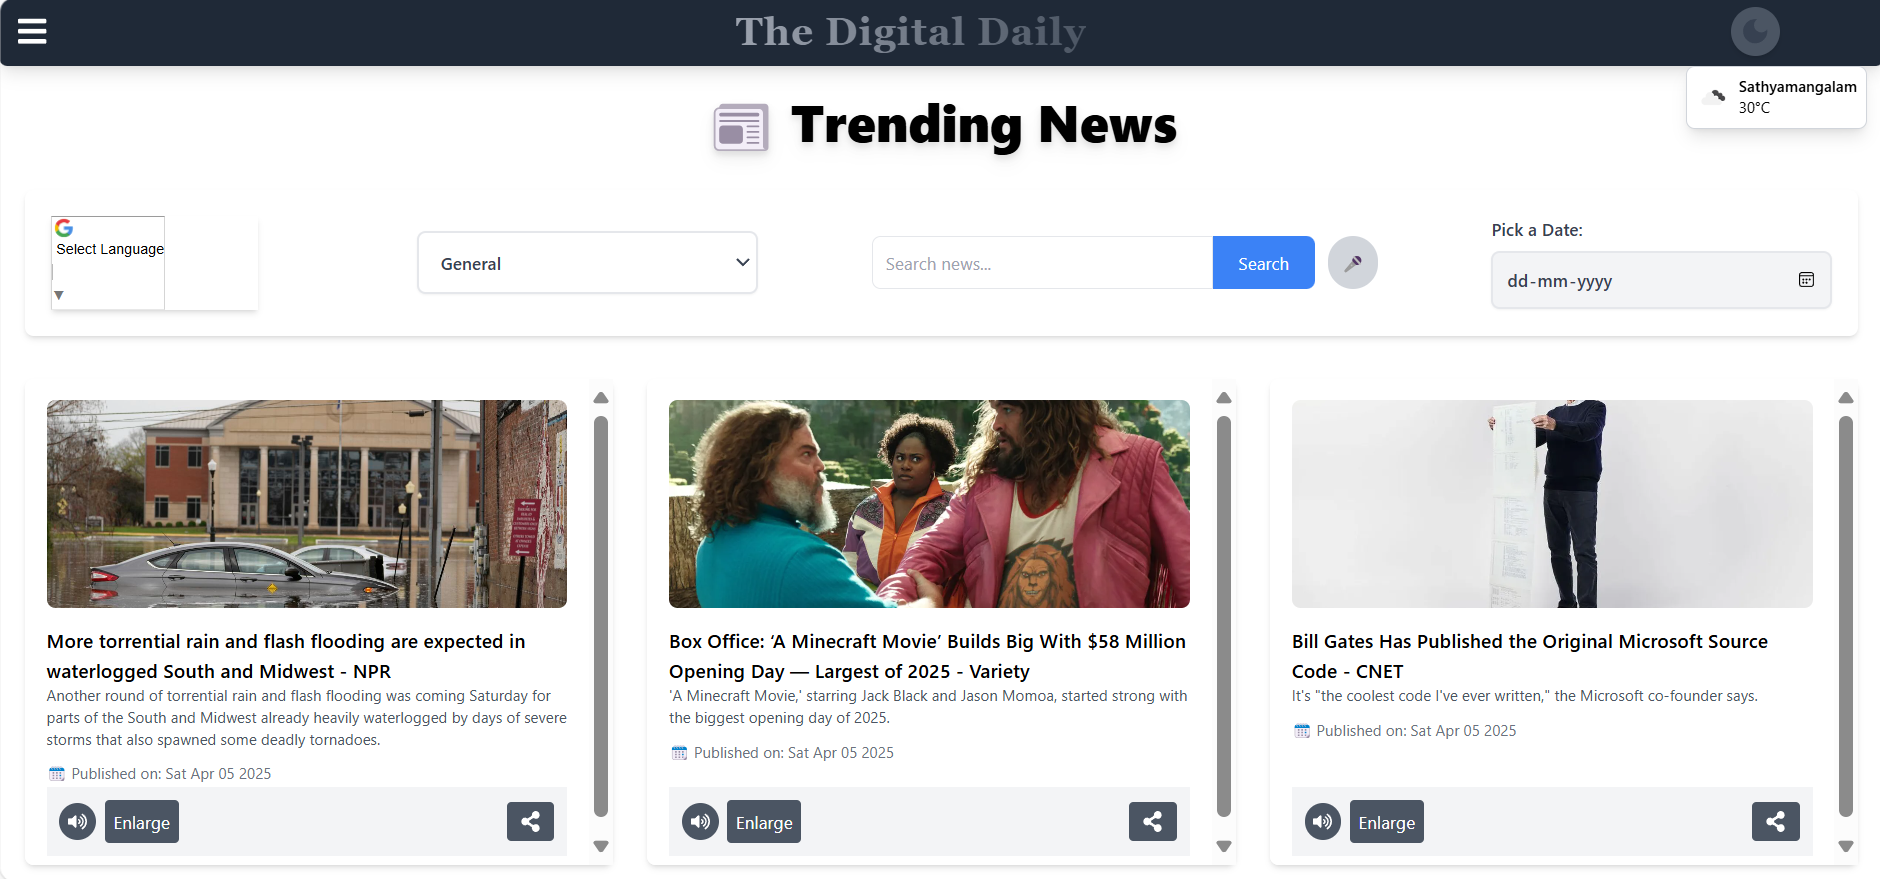 The Digital Daily
Sathyamangalam
30°C
Trending News
Select Language
▼
General
Search news...
Search
Pick a Date:
dd-mm-yyyy
More torrential rain and flash flooding are expected in
waterlogged South and Midwest - NPR
Another round of torrential rain and flash flooding was coming Saturday for
parts of the South and Midwest already heavily waterlogged by days of severe
storms that also spawned some deadly tornadoes.
Published on: Sat Apr 05 2025
Enlarge
Box Office: ‘A Minecraft Movie’ Builds Big With $58 Million
Opening Day — Largest of 2025 - Variety
'A Minecraft Movie,' starring Jack Black and Jason Momoa, started strong with
the biggest opening day of 2025.
Published on: Sat Apr 05 2025
Enlarge
Bill Gates Has Published the Original Microsoft Source
Code - CNET
It's "the coolest code I've ever written," the Microsoft co-founder says.
Published on: Sat Apr 05 2025
Enlarge